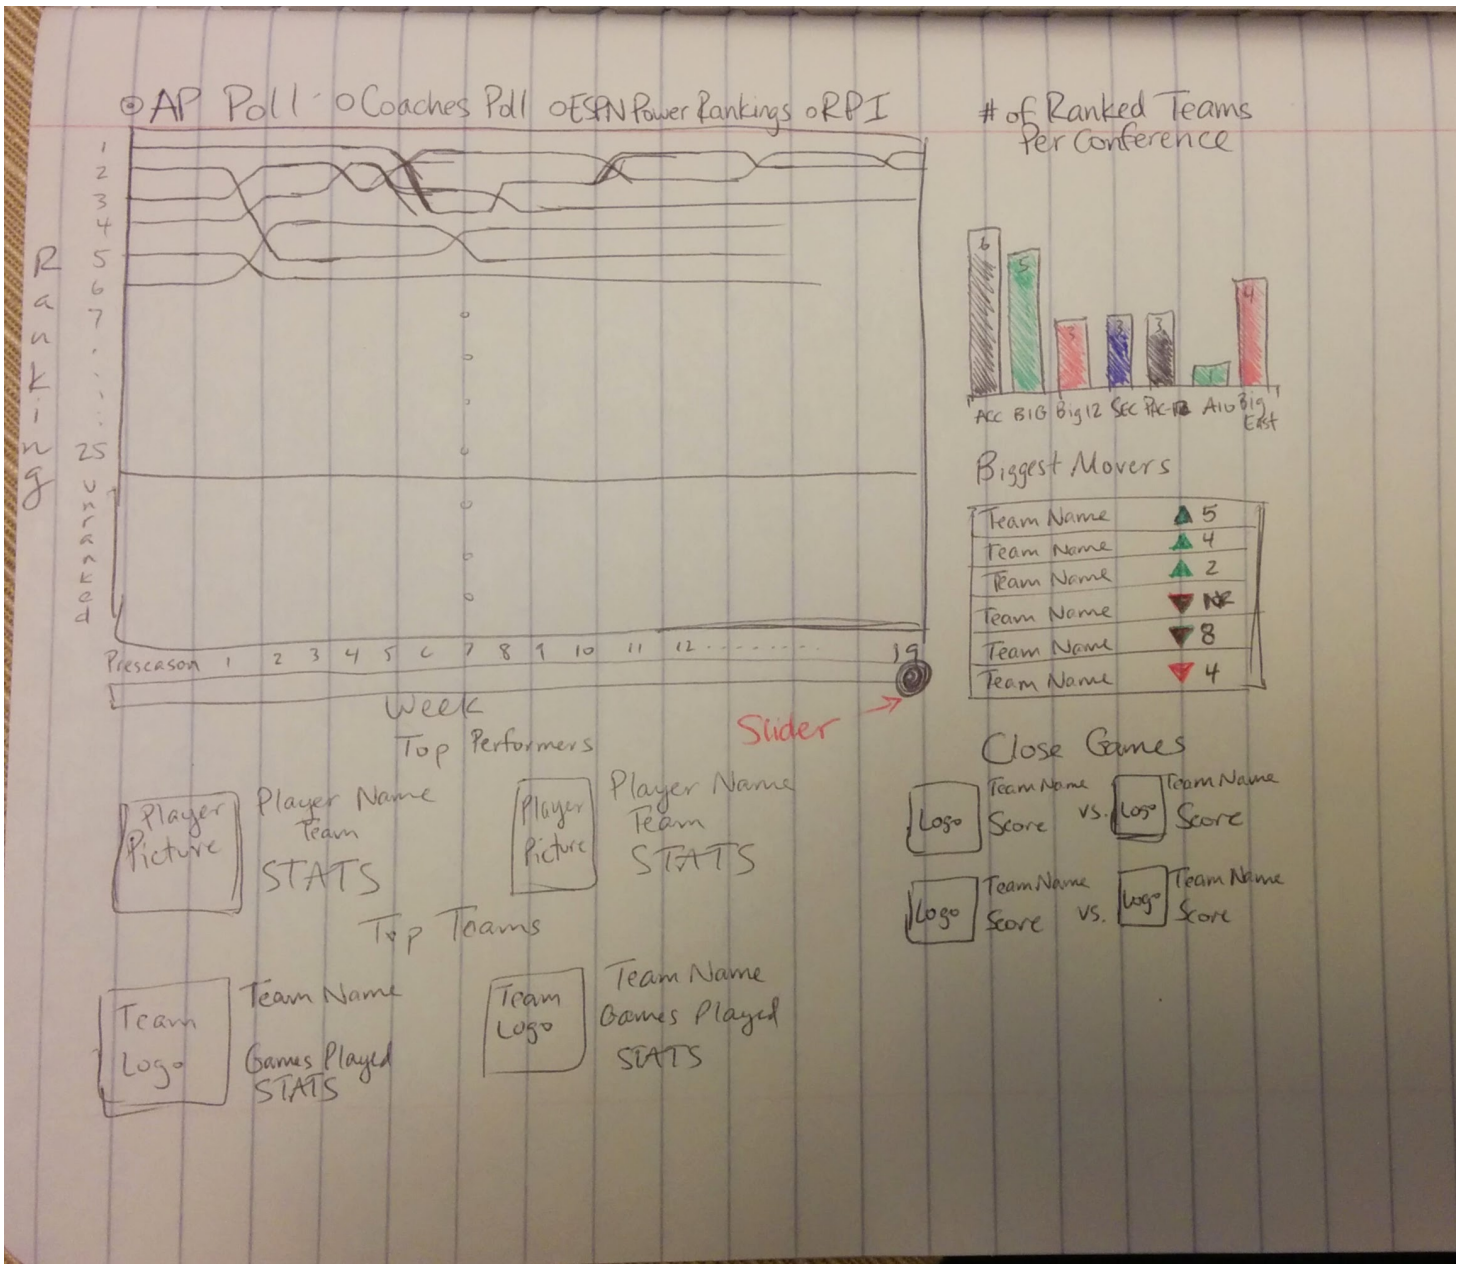 AP Poll Coaches Poll ESPN Power Rankings RPI
1
2
3
4
5
6
7
25
Ranking
Unranked
Preseason 1 2 3 4 5 6 7 8 9 10 11 12 ........ 19
Week
Slider
# of Ranked Teams
Per Conference
6 5 3 3 3 1 4
ACC B1G Big 12 SEC PAC-12 A10 Big East
Biggest Movers
Team Name ▲ 5
Team Name ▲ 4
Team Name ▲ 2
Team Name ▼ NR
Team Name ▼ 8
Team Name ▼ 4
Top Performers
Player Picture
Player Name
Team
STATS
Player Picture
Player Name
Team
STATS
Close Games
Logo
Team Name
Score
vs.
Logo
Team Name
Score
Logo
Team Name
Score
vs.
Logo
Team Name
Score
Top Teams
Team
Logo
Team Name
Games Played
STATS
Team
Logo
Team Name
Games Played
STATS